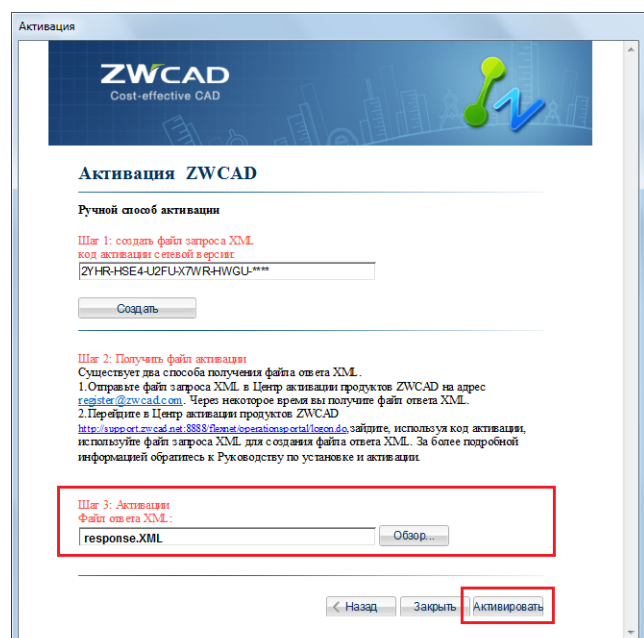 Активация
ZWCAD
Cost-effective CAD
Активация ZWCAD
Ручной способ активации
Шаг 1: создать файл запроса XML
код активации сетевой версии:
2YHR-HSE4-U2FU-X7WR-HWGU-****
Создать
Шаг 2: Получить файл активации
Существует два способа получения файла ответа XML.
1.Отправьте файл запроса XML в Центр активации продуктов ZWCAD на адрес
register@zwcad.com. Через некоторое время вы получите файл ответа XML.
2.Перейдите в Центр активации продуктов ZWCAD
http://support.zwcad.net:8888/flexnet/operationsportal/logon.do,зайдите, используя код активации,
используйте файл запроса XML для создания файла ответа XML. За более подробной
информацией обратитесь к Руководству по установке и активации.
Шаг 3: Активации
Файл ответа XML:
response.XML
Обзор...
< Назад Закрыть Активировать